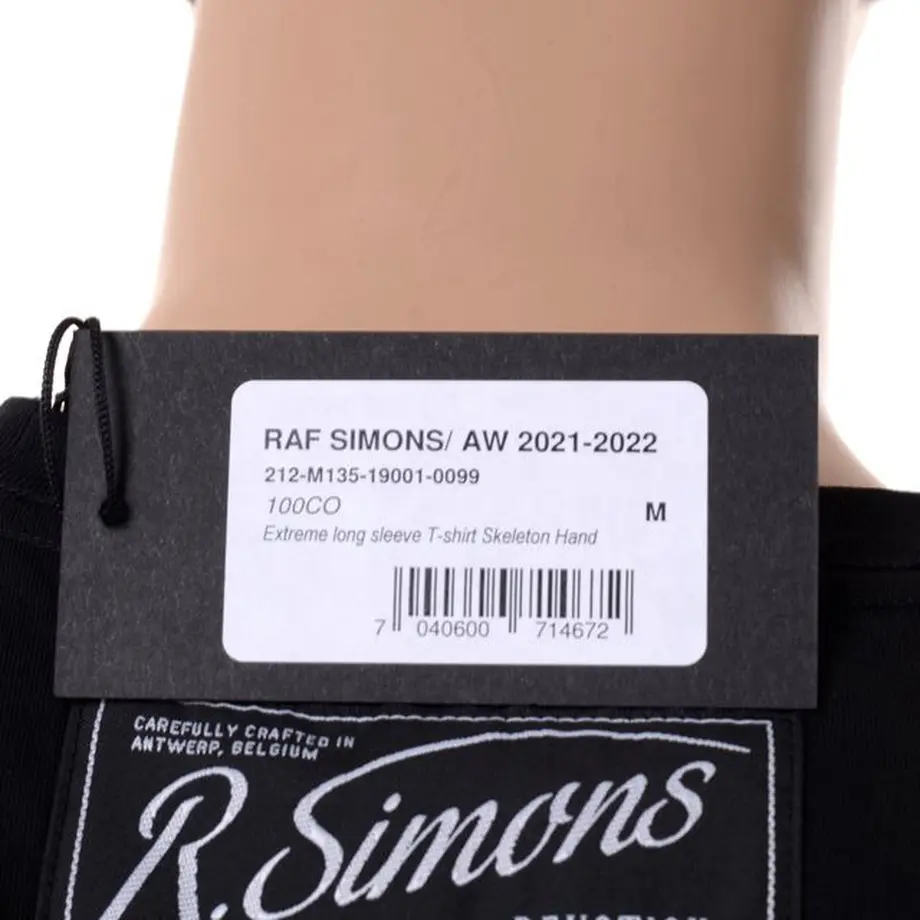 RAF SIMONS/ AW 2021-2022
212-M135-19001-0099
100CO
M
Extreme long sleeve T-shirt Skeleton Hand
7 040600 714672
CAREFULLY CRAFTED IN
ANTWERP, BELGIUM
R. Simons